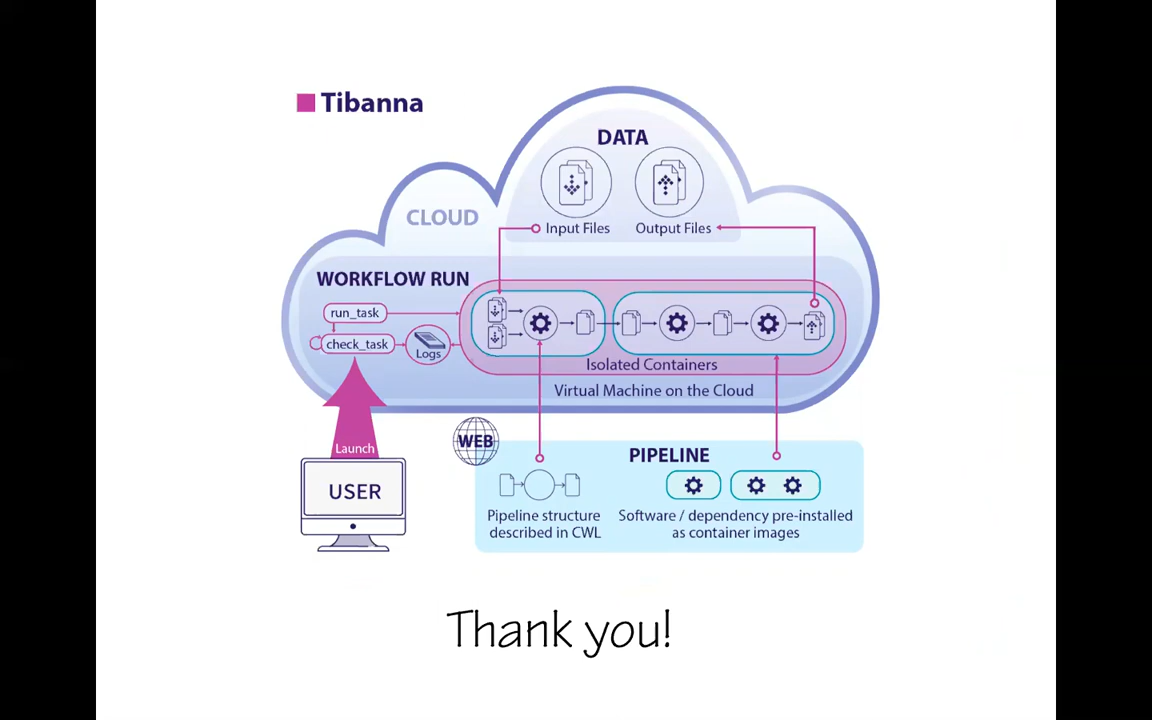 Tibanna
DATA
CLOUD
Input Files
Output Files
WORKFLOW RUN
run_task
check_task
Logs
Isolated Containers
Virtual Machine on the Cloud
Launch
USER
WEB
PIPELINE
Pipeline structure
described in CWL
Software / dependency pre-installed
as container images
Thank you!